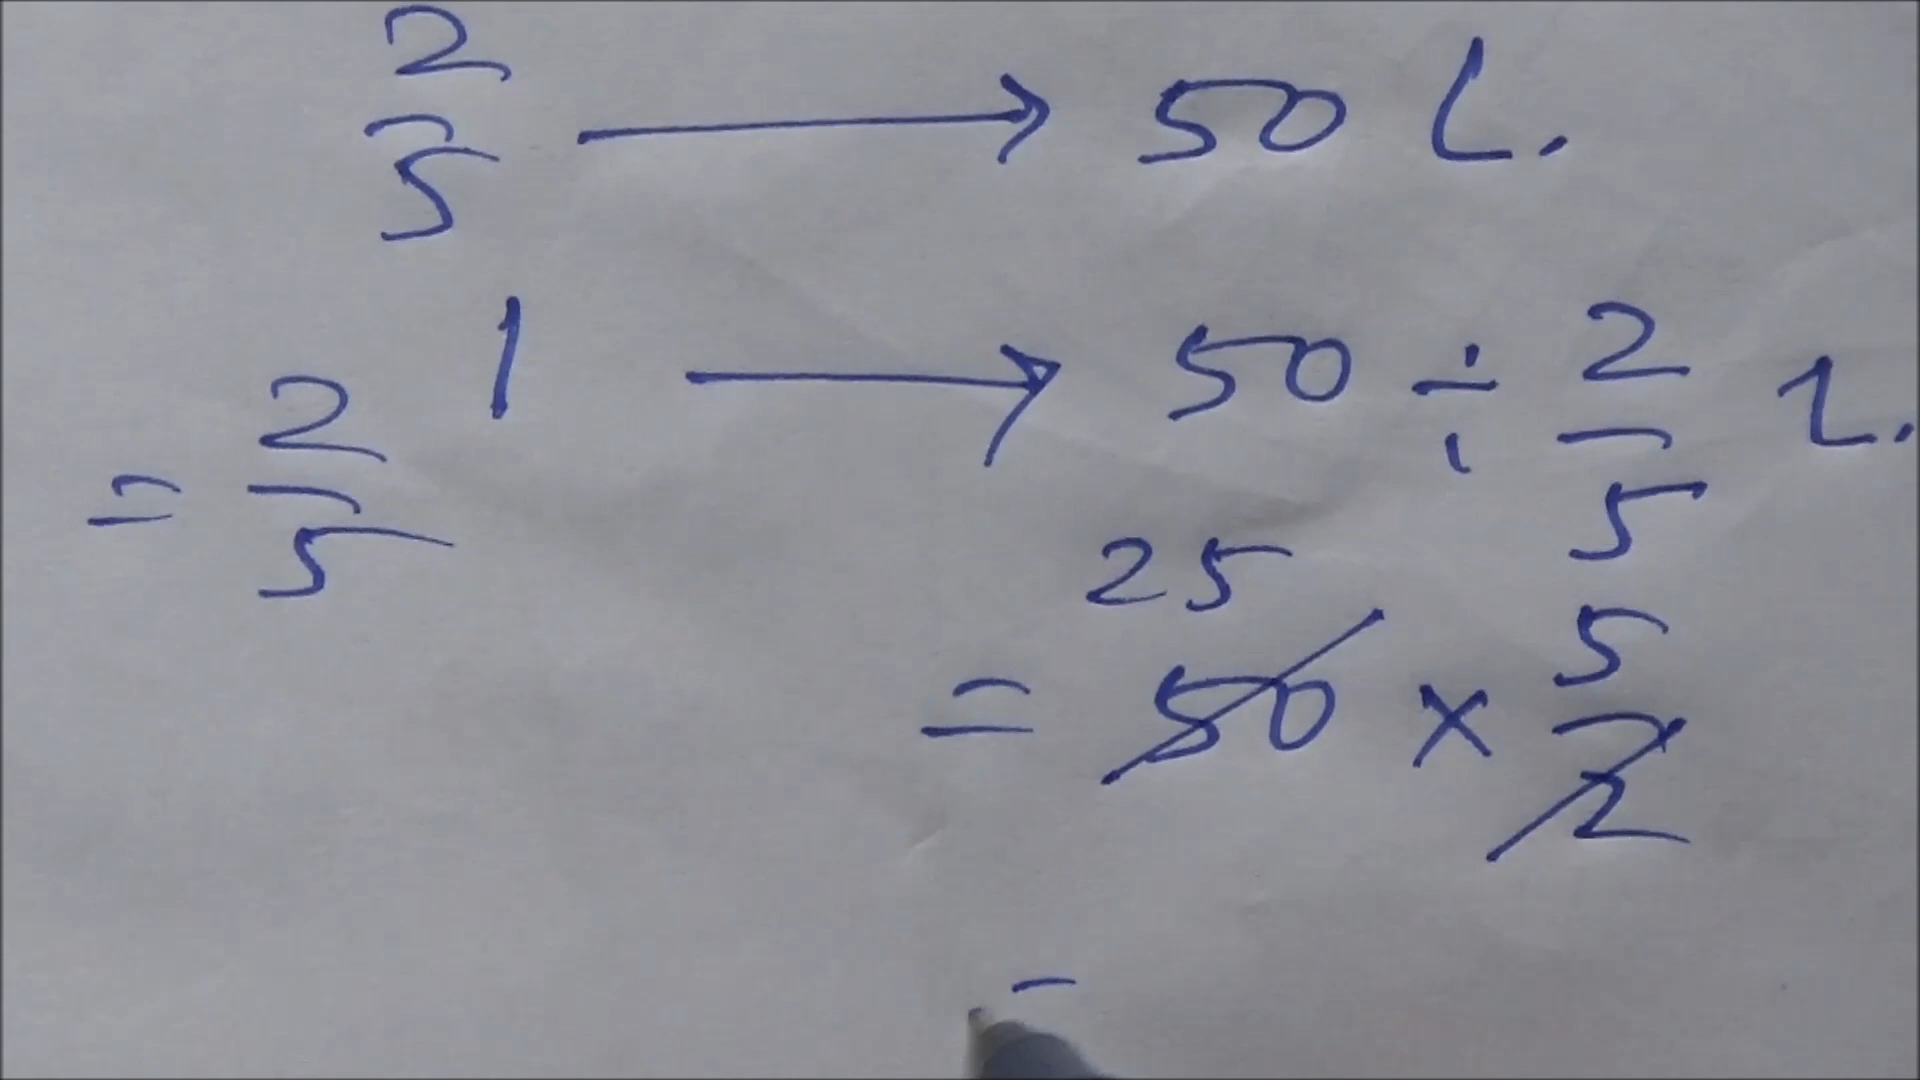 2/5 → 50 L.
1 → 50 ÷ 2/5 L.
= 2/5
25
= 50 × 5/2
-